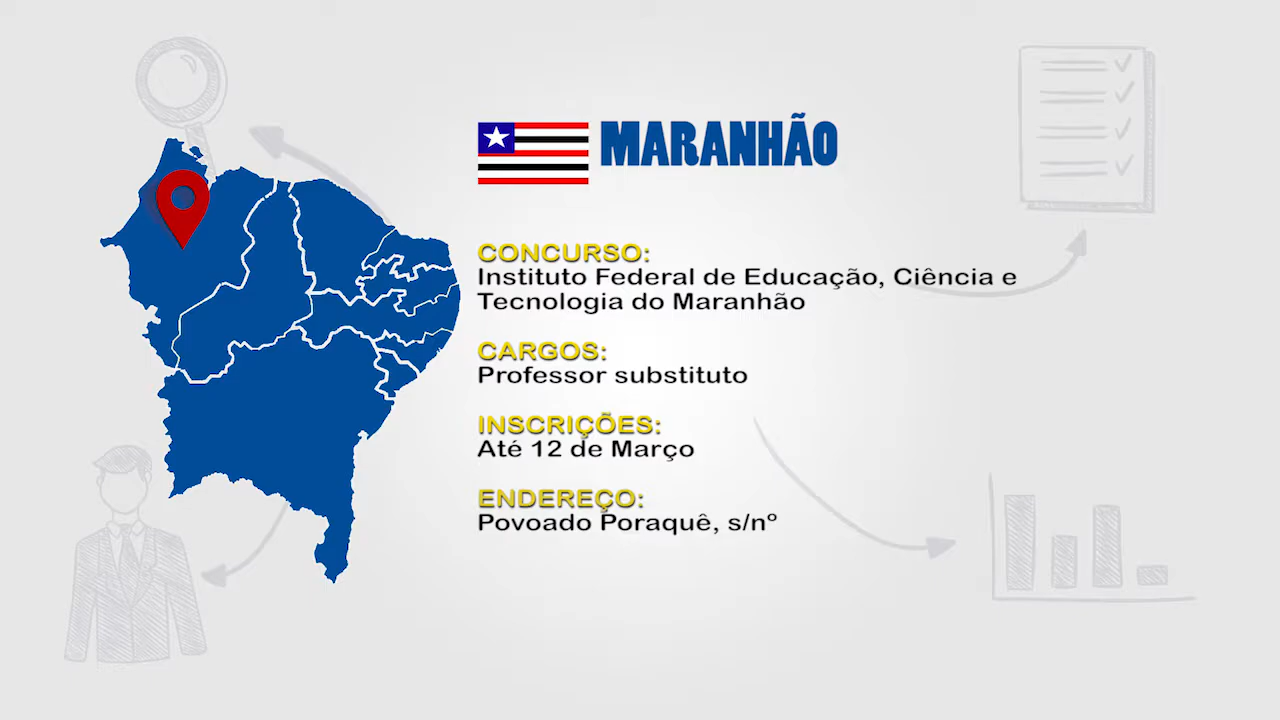 MARANHÃO
CONCURSO:
Instituto Federal de Educação, Ciência e
Tecnologia do Maranhão
CARGOS:
Professor substituto
INSCRIÇÕES:
Até 12 de Março
ENDEREÇO:
Povoado Poraquê, s/nº